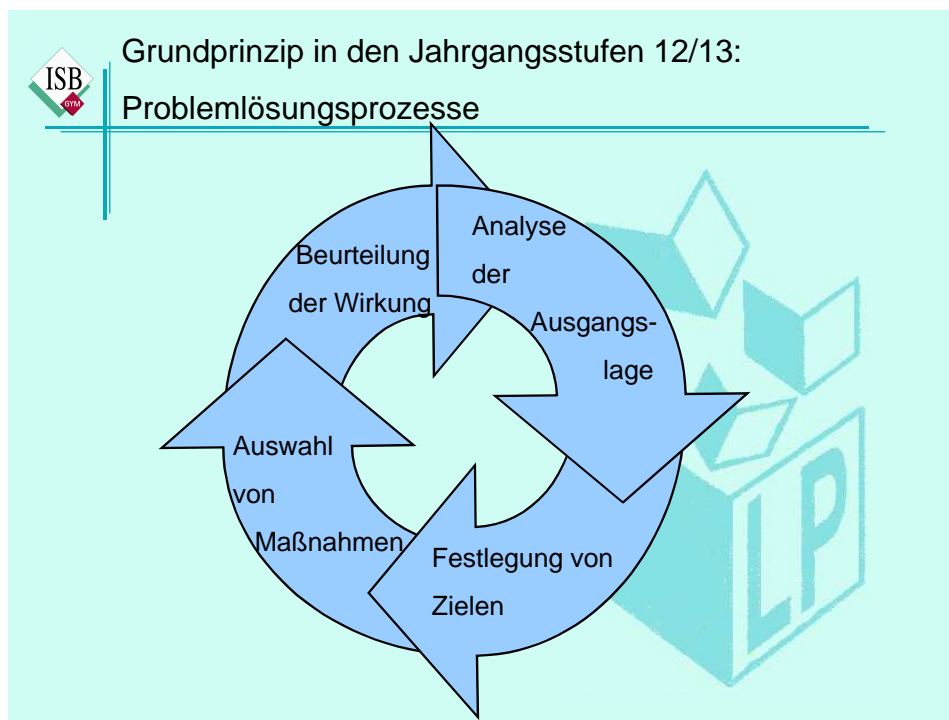 Grundprinzip in den Jahrgangsstufen 12/13:
ISB
GYM
Problemlösungsprozesse
Analyse
der
Ausgangs-
lage
Festlegung von
Zielen
Auswahl
von
Maßnahmen
Beurteilung
der Wirkung
LP